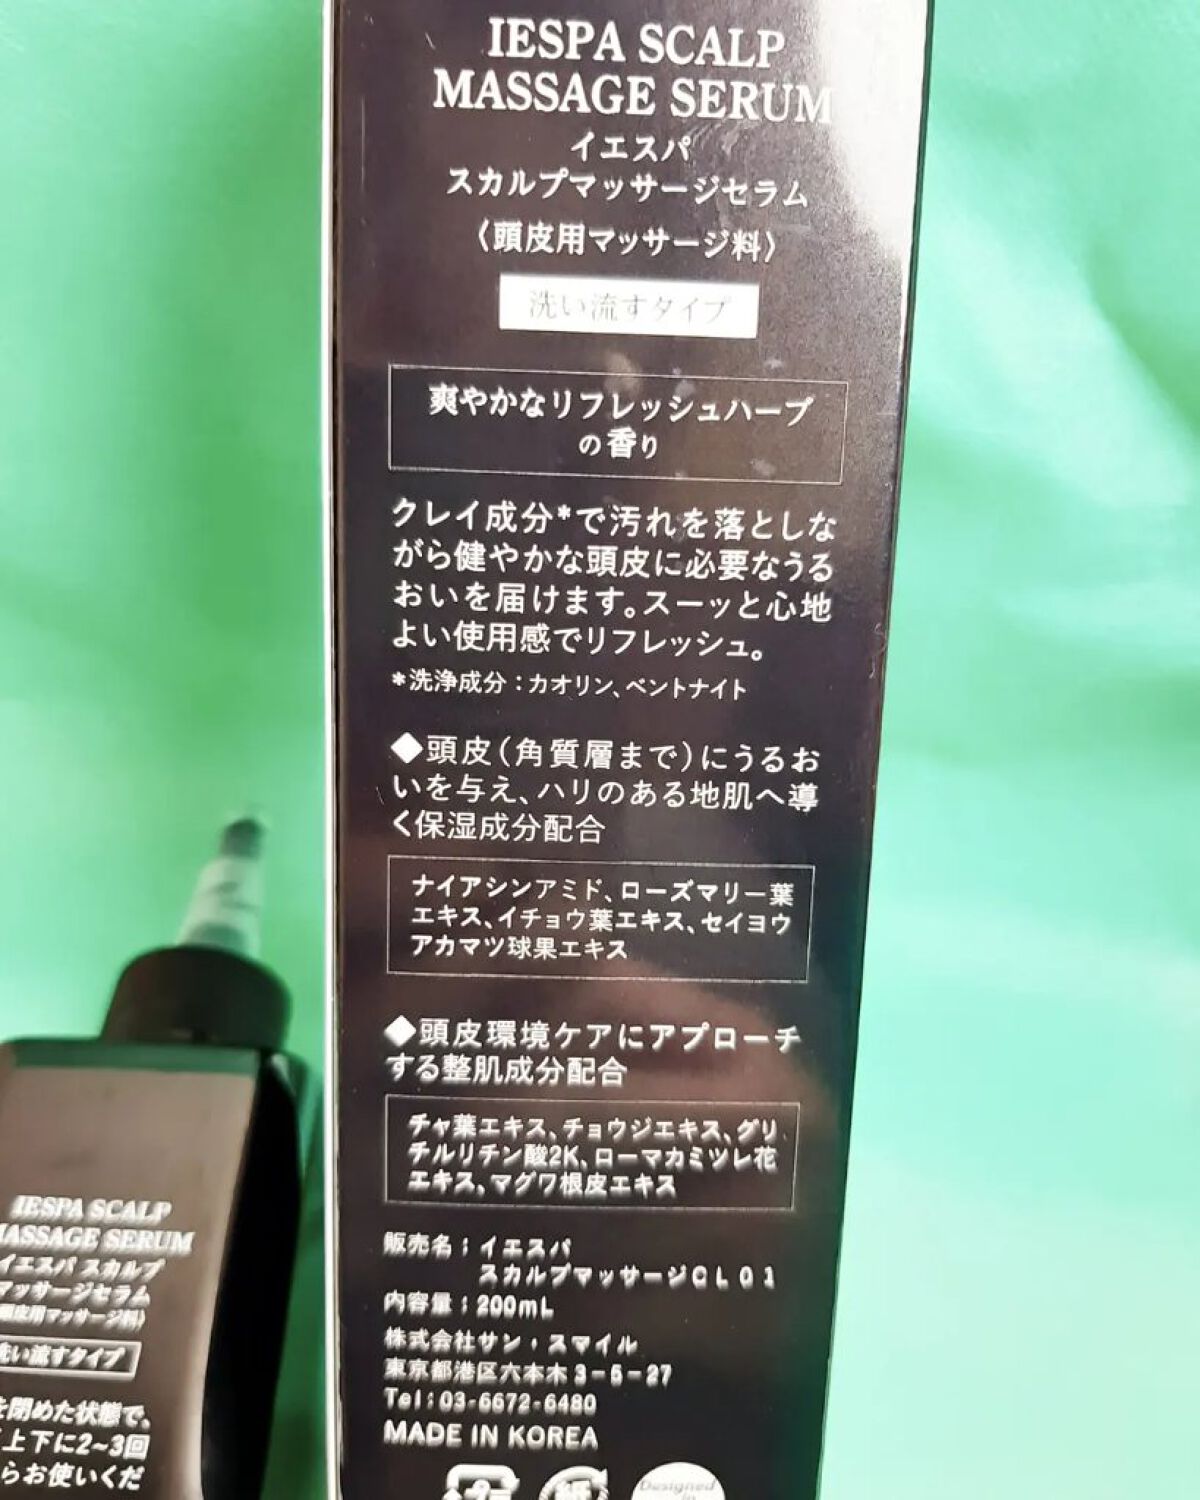 IESPA SCALP
MASSAGE SERUM
イエスパ
スカルプマッサージセラム
〈頭皮用マッサージ料〉
洗い流すタイプ
爽やかなリフレッシュハーブ
の香り
クレイ成分*で汚れを落としな
がら健やかな頭皮に必要なうる
おいを届けます。スーッと心地
よい使用感でリフレッシュ。
*洗浄成分:カオリン、ベントナイト
◆頭皮(角質層まで)にうるお
いを与え、ハリのある地肌へ導
く保湿成分配合
ナイアシンアミド、ローズマリー葉
エキス、イチョウ葉エキス、セイヨウ
アカマツ球果エキス
◆頭皮環境ケアにアプローチ
する整肌成分配合
チャ葉エキス、チョウジエキス、グリ
チルリチン酸2K、ローマカミツレ花
エキス、マグワ根皮エキス
販売名:イエスパ
スカルプマッサージCL01
内容量:200mL
株式会社サン・スマイル
東京都港区六本木3-5-27
Tel:03-6672-6480
MADE IN KOREA
プラ
紙
Designed
in
IESPA SCALP
MASSAGE SERUM
イエスパ スカルプ
マッサージセラム
頭皮用マッサージ料〉
洗い流すタイプ
を閉めた状態で、
上下に2~3回
らお使いくだ